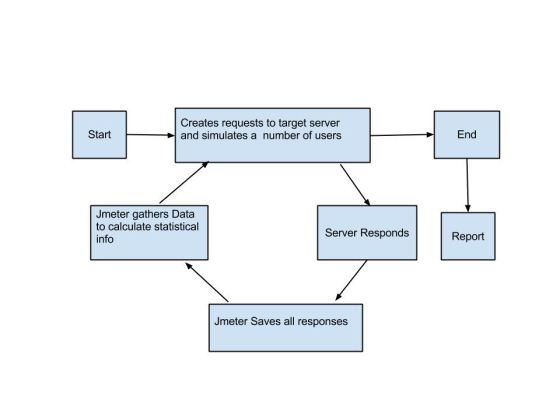 Start
Creates requests to target server
and simulates a number of users
End
Jmeter gathers Data
to calculate statistical
info
Server Responds
Report
Jmeter Saves all responses